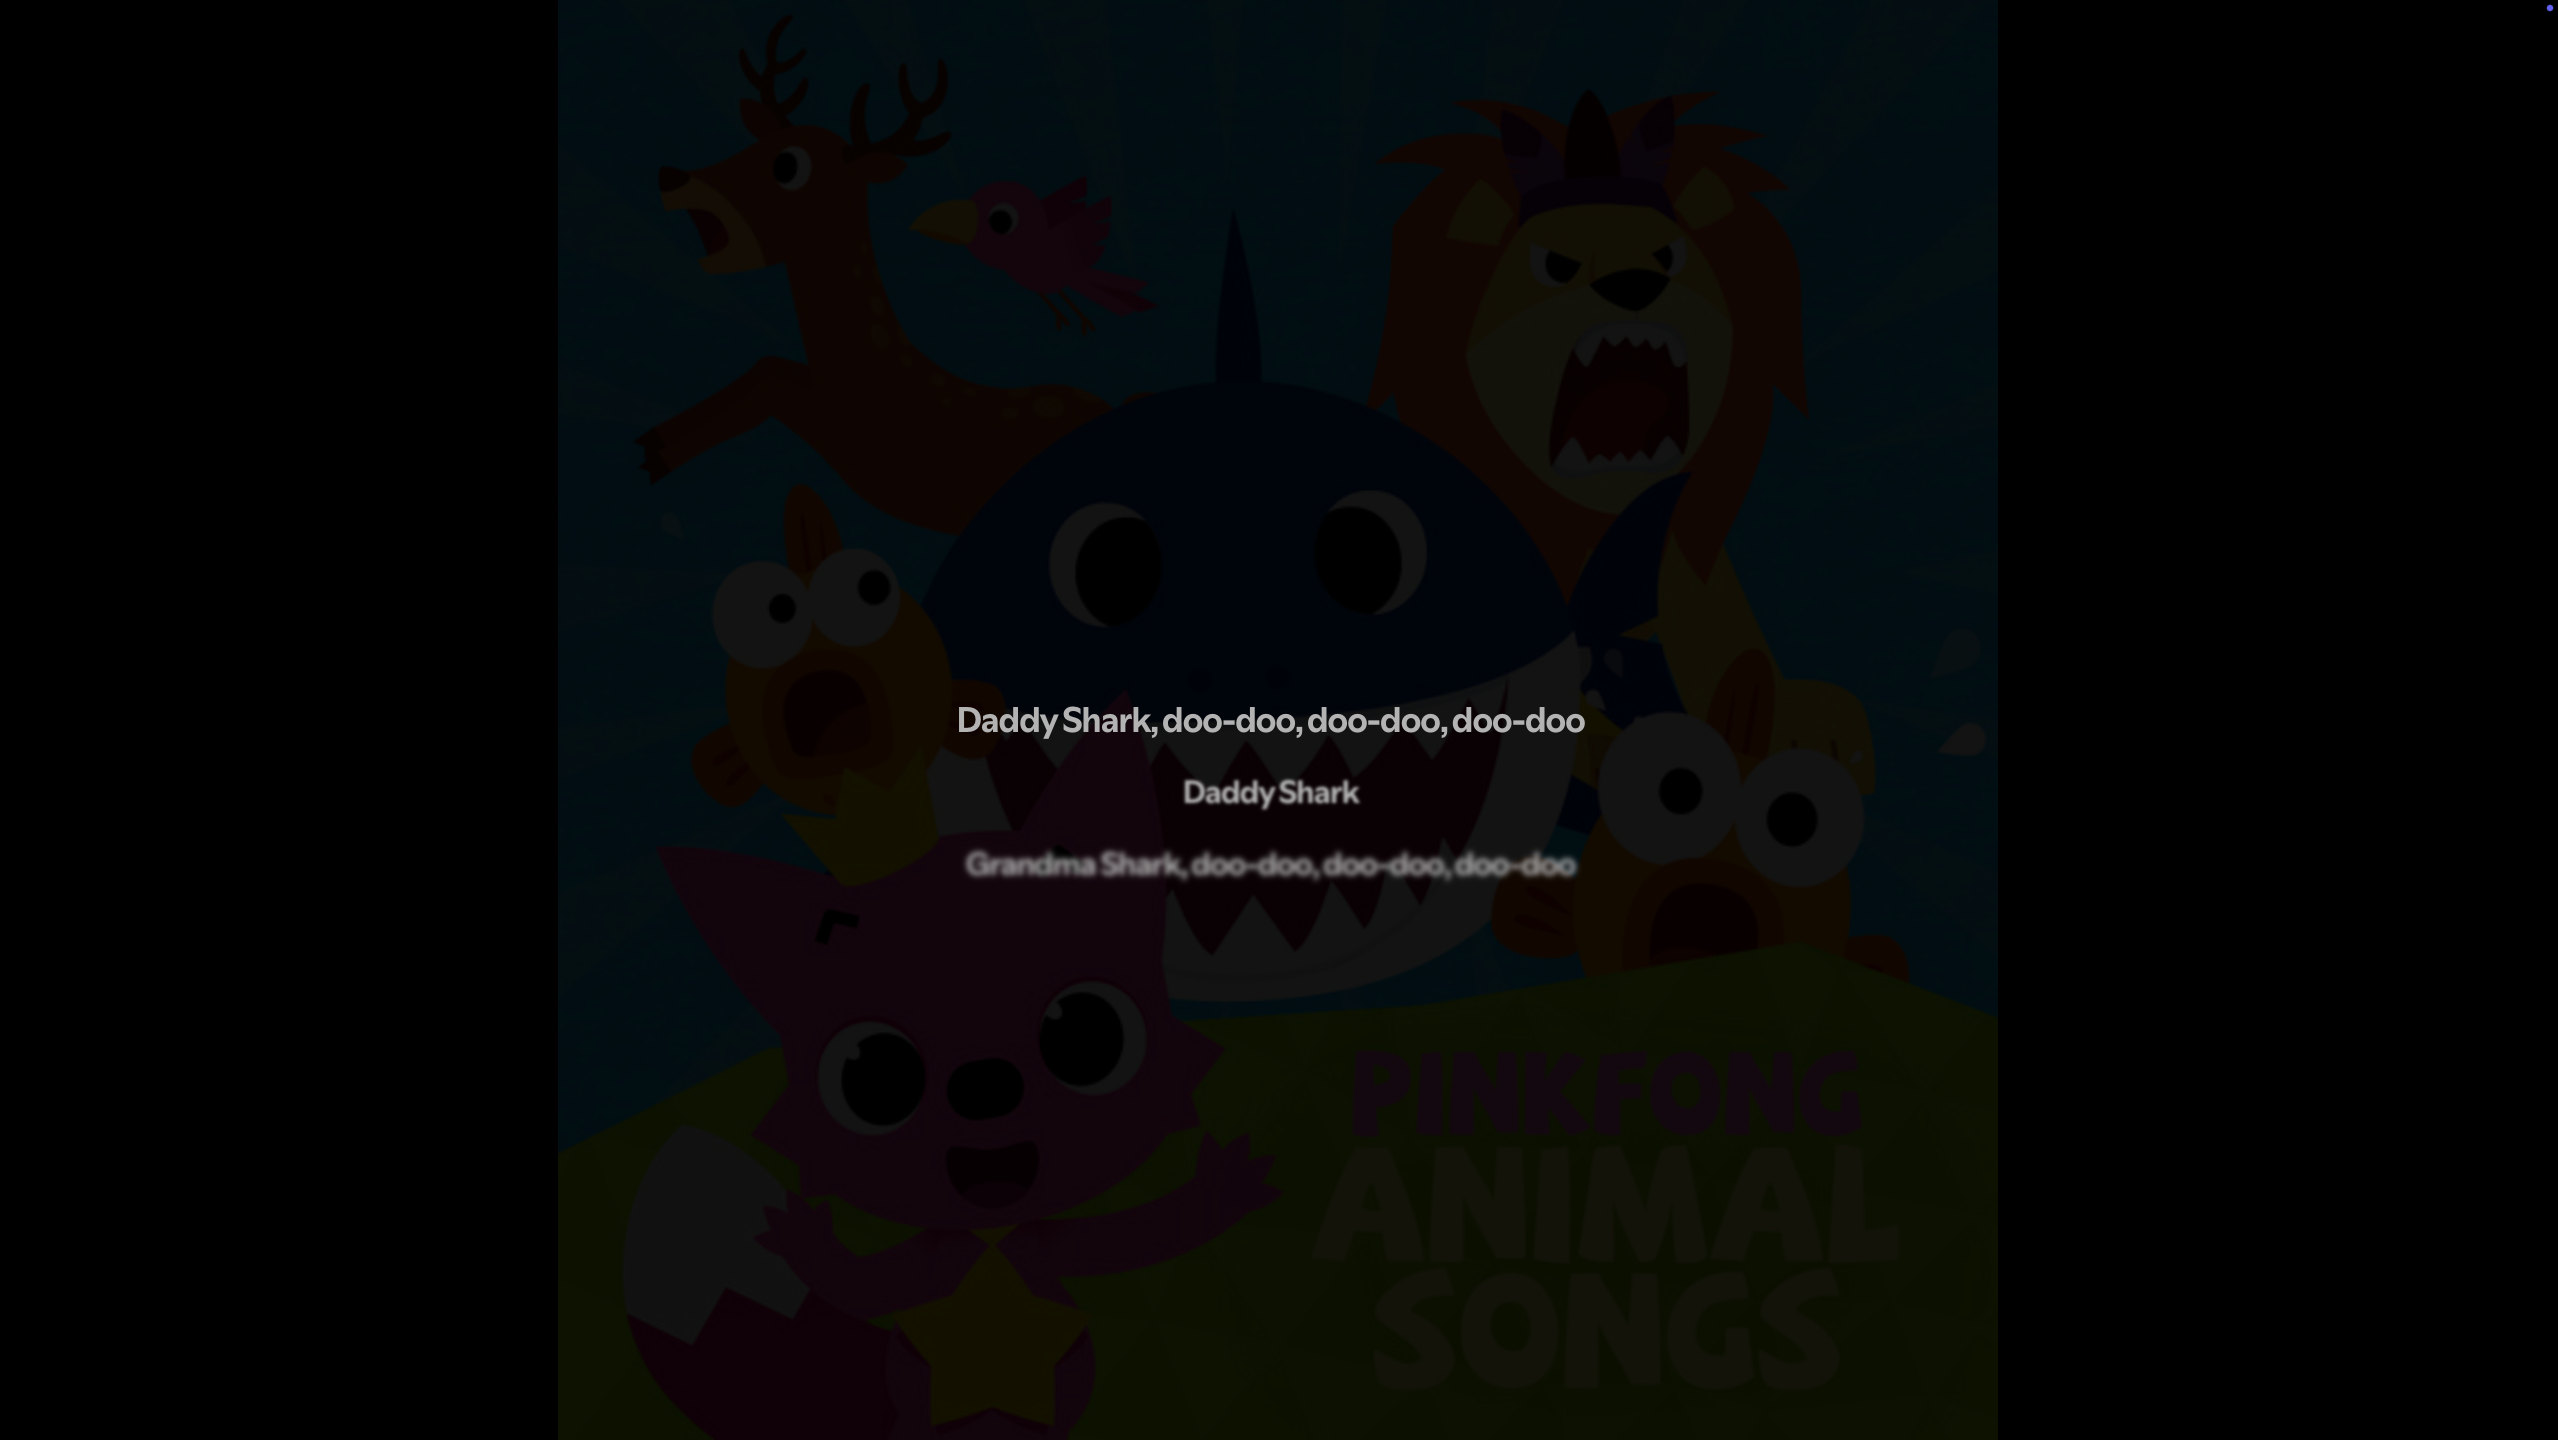 Daddy Shark, doo-doo, doo-doo, doo-doo
Daddy Shark
Grandma Shark, doo-doo, doo-doo, doo-doo
PINKFONG
ANIMAL
SONGS